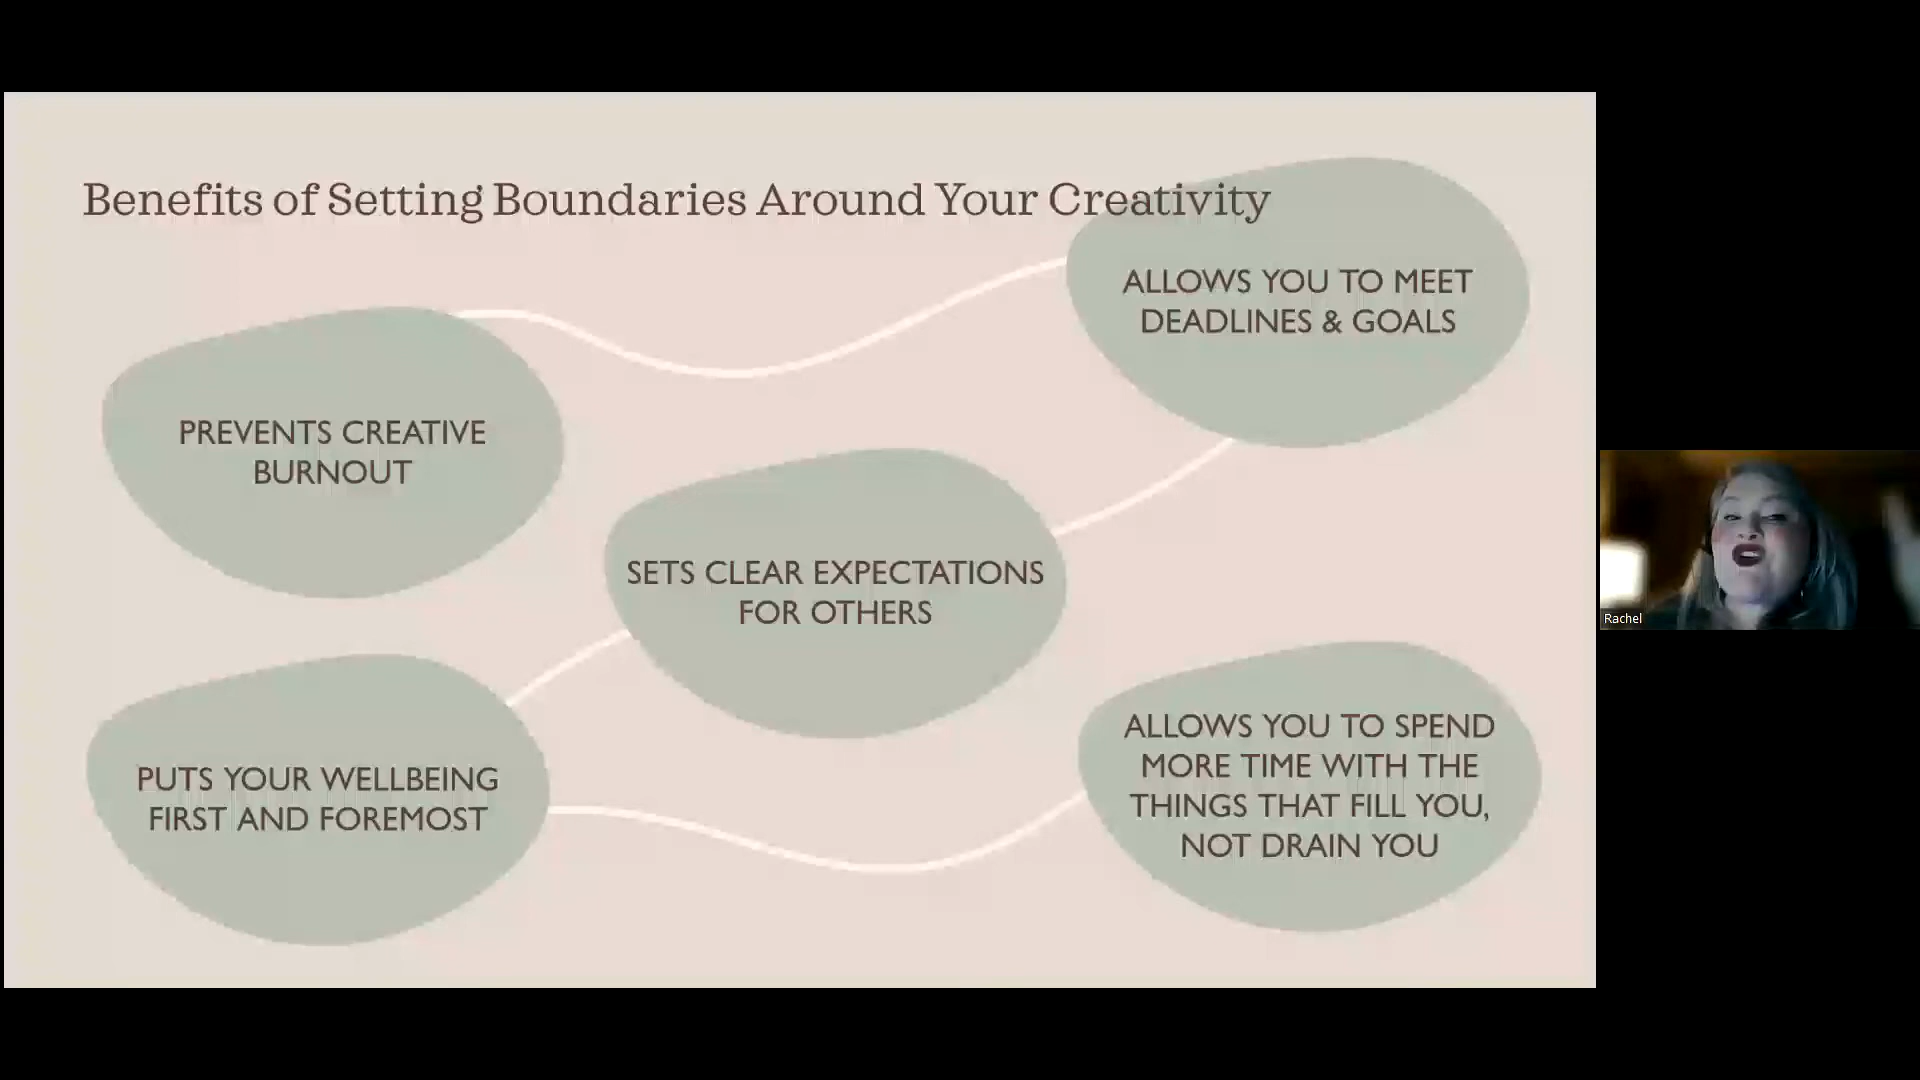 Benefits of Setting Boundaries Around Your Creativity
PREVENTS CREATIVE
BURNOUT
ALLOWS YOU TO MEET
DEADLINES & GOALS
SETS CLEAR EXPECTATIONS
FOR OTHERS
PUTS YOUR WELLBEING
FIRST AND FOREMOST
ALLOWS YOU TO SPEND
MORE TIME WITH THE
THINGS THAT FILL YOU,
NOT DRAIN YOU
Rachel